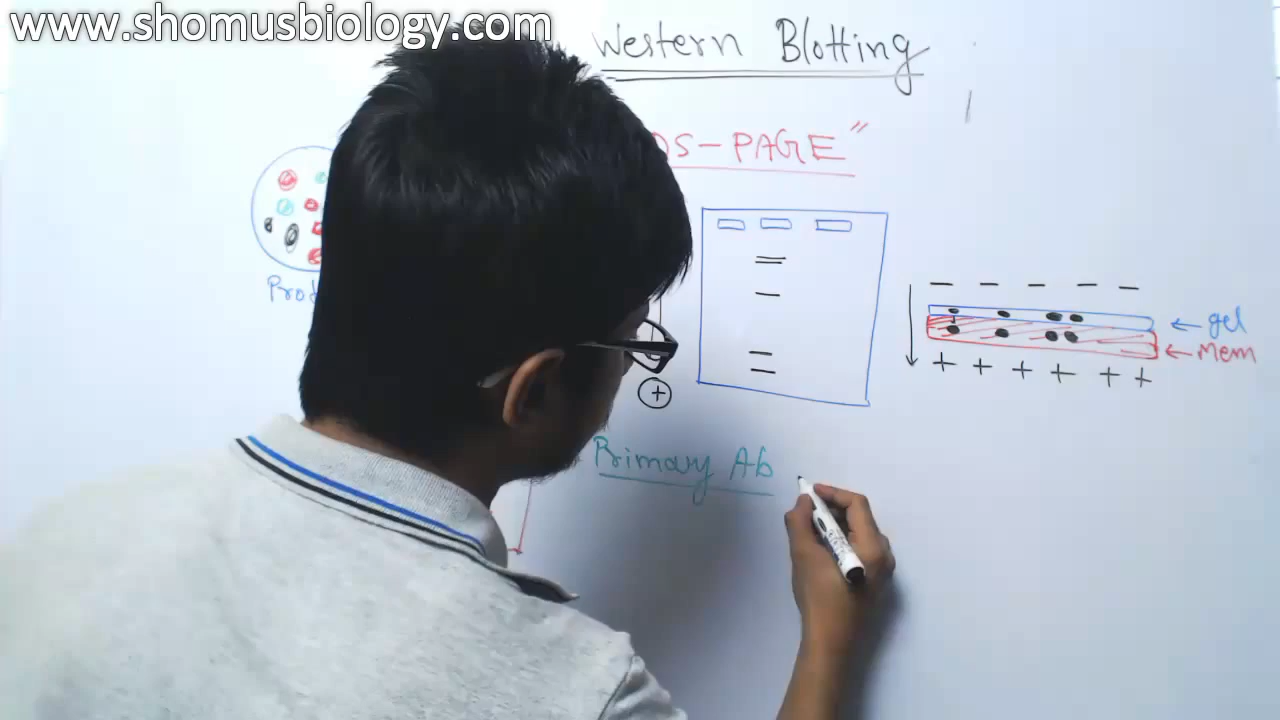 www.shomusbiology.com
Western Blotting
DS-PAGE"
gel
Mem
Primary Ab